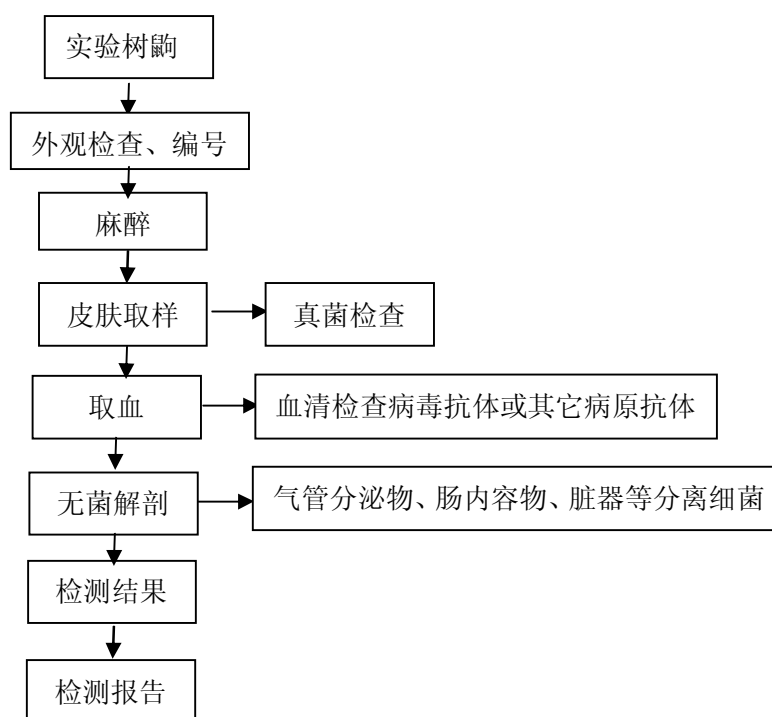 实验树鼩
外观检查、编号
麻醉
皮肤取样
真菌检查
取血
血清检查病毒抗体或其它病原抗体
无菌解剖
气管分泌物、肠内容物、脏器等分离细菌
检测结果
检测报告